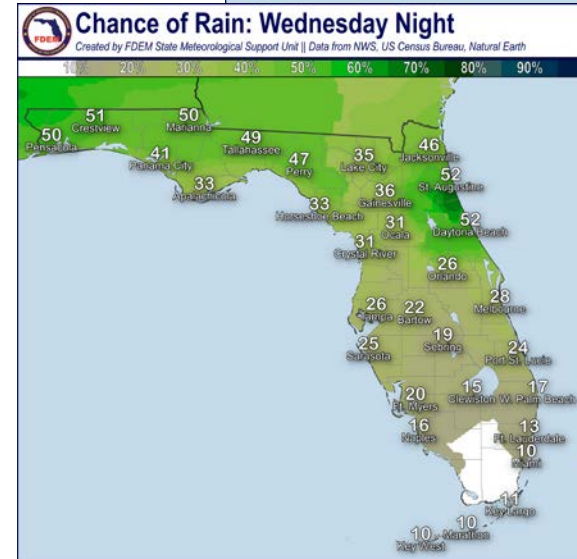 Chance of Rain: Wednesday Night
FDEM
Created by FDEM State Meteorological Support Unit || Data from NWS, US Census Bureau, Natural Earth
10% 20% 30% 40% 50% 60% 70% 80% 90%
51
Crestview
50
Marianna
50
Pensacola
49
Tallahassee
46
Jacksonville
41
Panama City
47
Perry
35
Lake City
52
St. Augustine
33
Apalachicola
36
Gainesville
33
Horseshoe Beach
31
Ocala
52
Daytona Beach
31
Crystal River
26
Orlando
28
Melbourne
26
Tampa
22
Bartow
19
Sebring
25
Sarasota
24
Port St. Lucie
20
Ft. Myers
15
Clewiston
17
W. Palm Beach
16
Naples
13
Ft. Lauderdale
10
Miami
11
Key Largo
10
Marathon
10
Key West